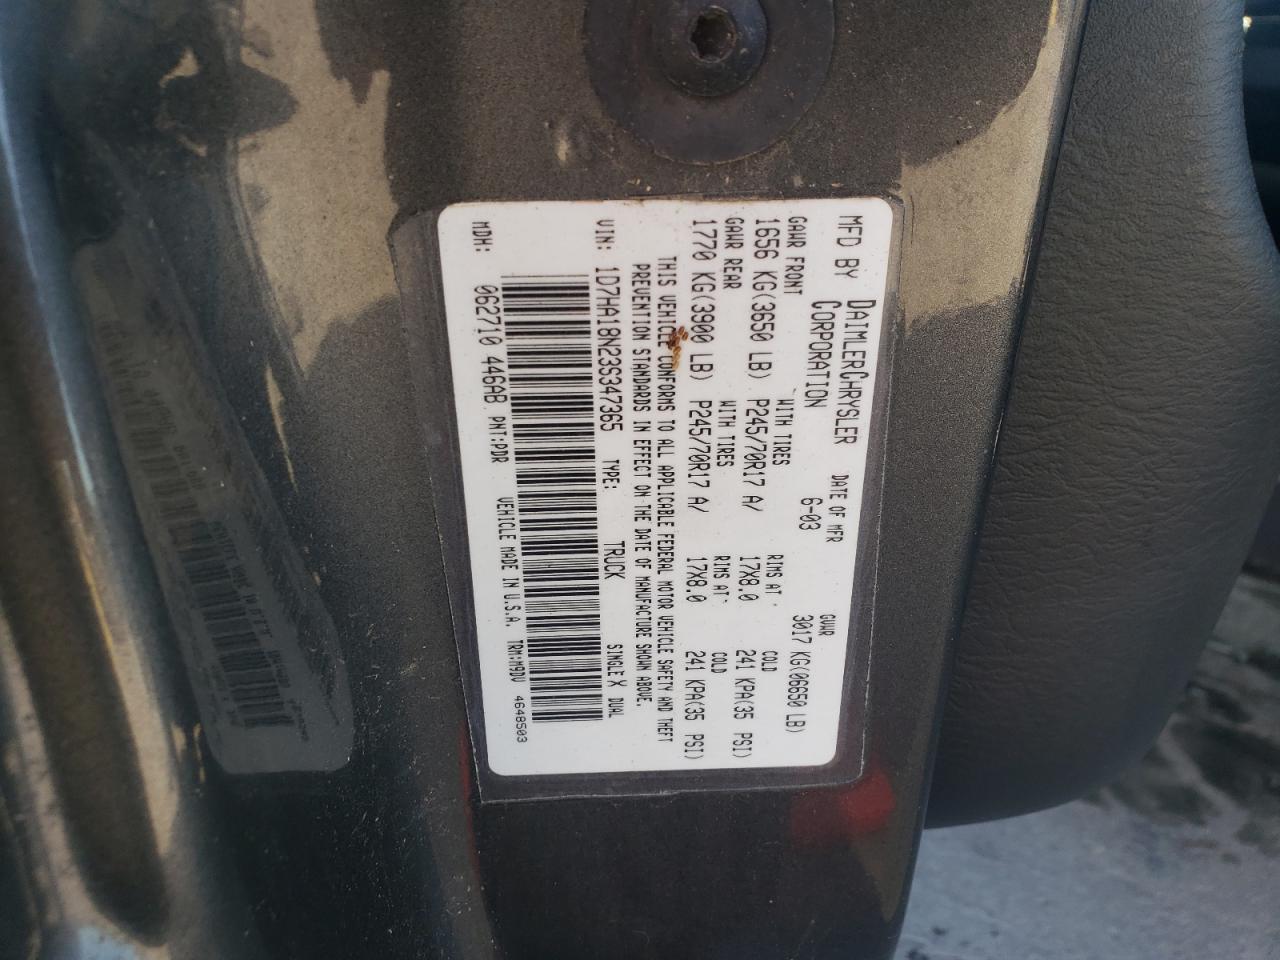 MFD BY DAIMLERCHRYSLER CORPORATION DATE OF MFR 6-03 GVWR 3017 KG(06650 LB)
GAWR FRONT WITH TIRES RIMS AT COLD
1656 KG(3650 LB) P245/70R17 A/ 17X8.0 241 KPA(35 PSI)
GAWR REAR WITH TIRES RIMS AT COLD
1770 KG(3900 LB) P245/70R17 A/ 17X8.0 241 KPA(35 PSI)
THIS VEHICLE CONFORMS TO ALL APPLICABLE FEDERAL MOTOR VEHICLE SAFETY AND THEFT
PREVENTION STANDARDS IN EFFECT ON THE DATE OF MANUFACTURE SHOWN ABOVE.
VIN: 1D7HA18N23S347365 TYPE: TRUCK SINGLE X DUAL
MDH: 062710 446AB PNT:PDR VEHICLE MADE IN U.S.A. TRM:M9DV 4648503